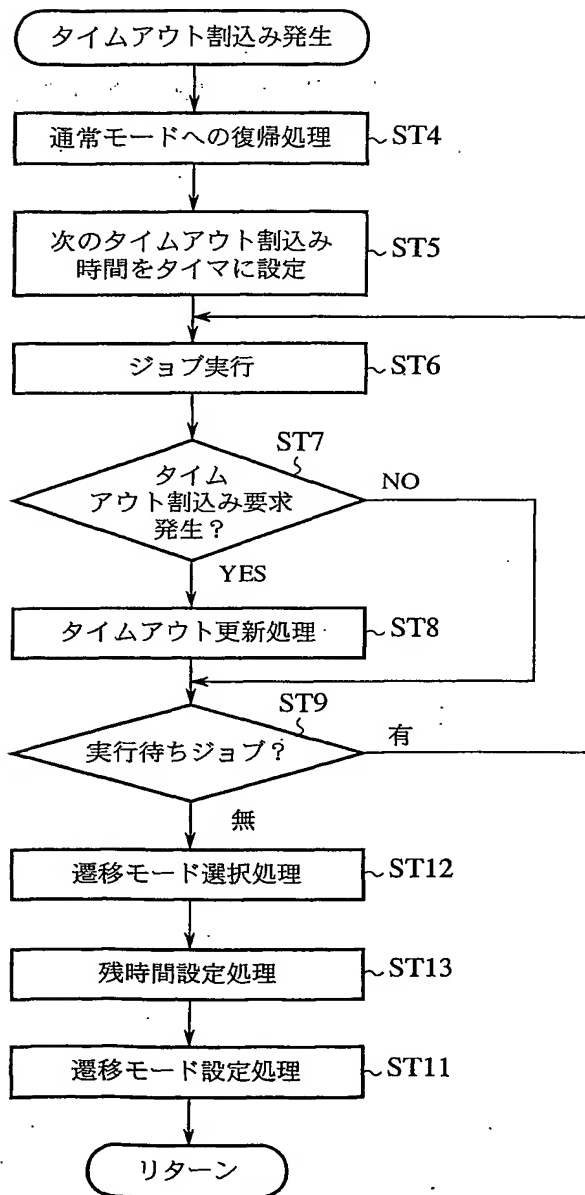 タイムアウト割込み発生
通常モードへの復帰処理
ST4
次のタイムアウト割込み
時間をタイマに設定
ST5
ジョブ実行
ST6
ST7
タイム
アウト割込み要求
発生？
NO
YES
タイムアウト更新処理
ST8
ST9
実行待ちジョブ？
有
無
遷移モード選択処理
ST12
残時間設定処理
ST13
遷移モード設定処理
ST11
リターン